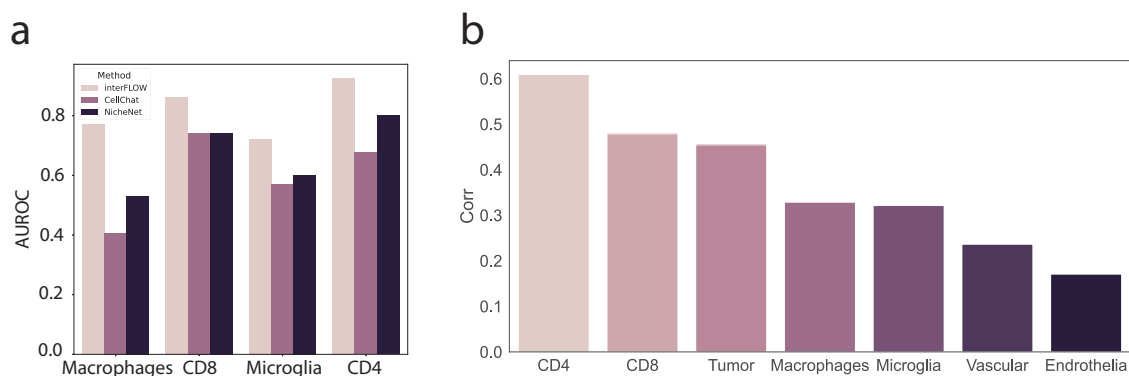 a
Method
interFLOW
CellChat
NicheNet
AUROC
0.8
0.6
0.4
0.2
0.0
Macrophages CD8 Microglia CD4
b
Corr
0.6
0.5
0.4
0.3
0.2
0.1
0.0
CD4 CD8 Tumor Macrophages Microglia Vascular Endrothelia